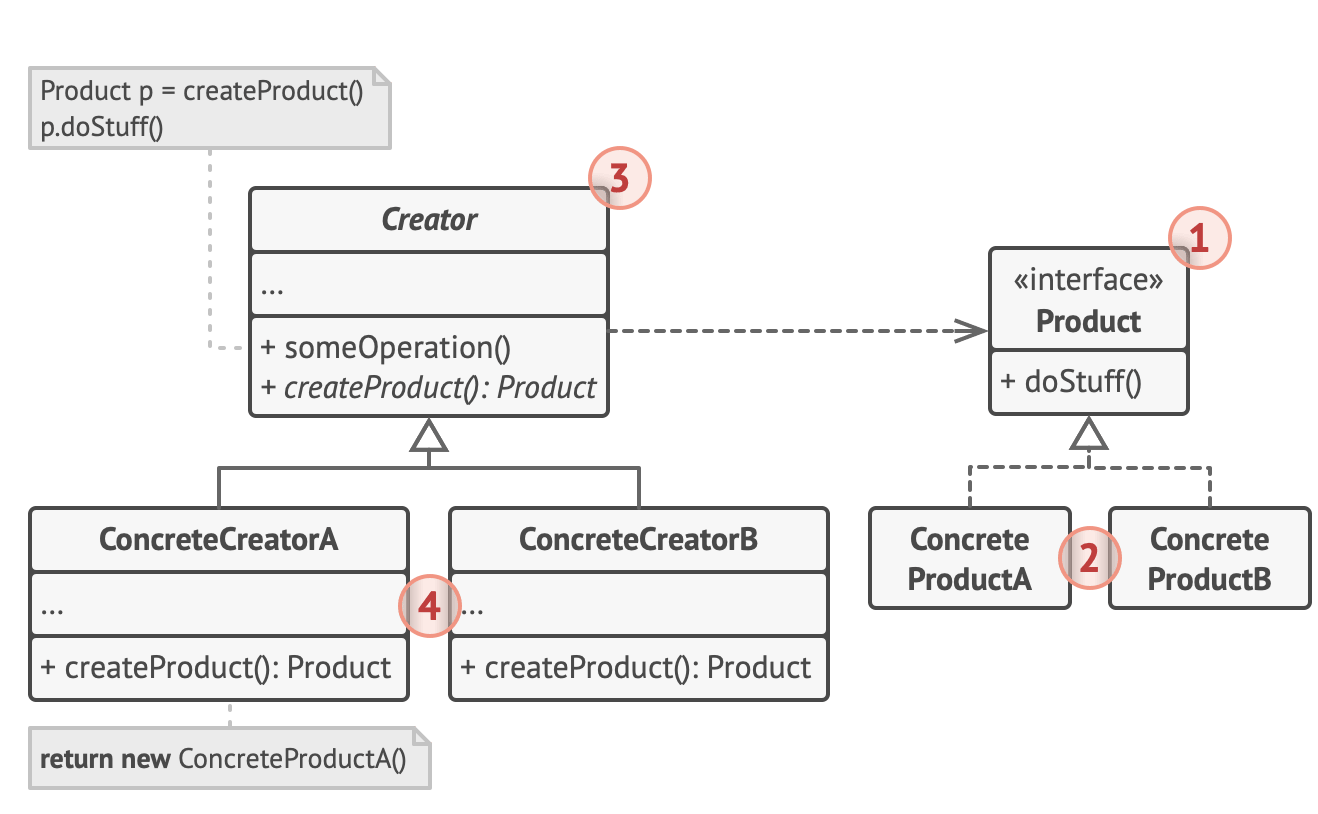 Product p = createProduct()
p.doStuff()
3
Creator
...
+ someOperation()
+ createProduct(): Product
1
«interface»
Product
+ doStuff()
ConcreteCreatorA
...
+ createProduct(): Product
4
ConcreteCreatorB
...
+ createProduct(): Product
Concrete
ProductA
2
Concrete
ProductB
return new ConcreteProductA()